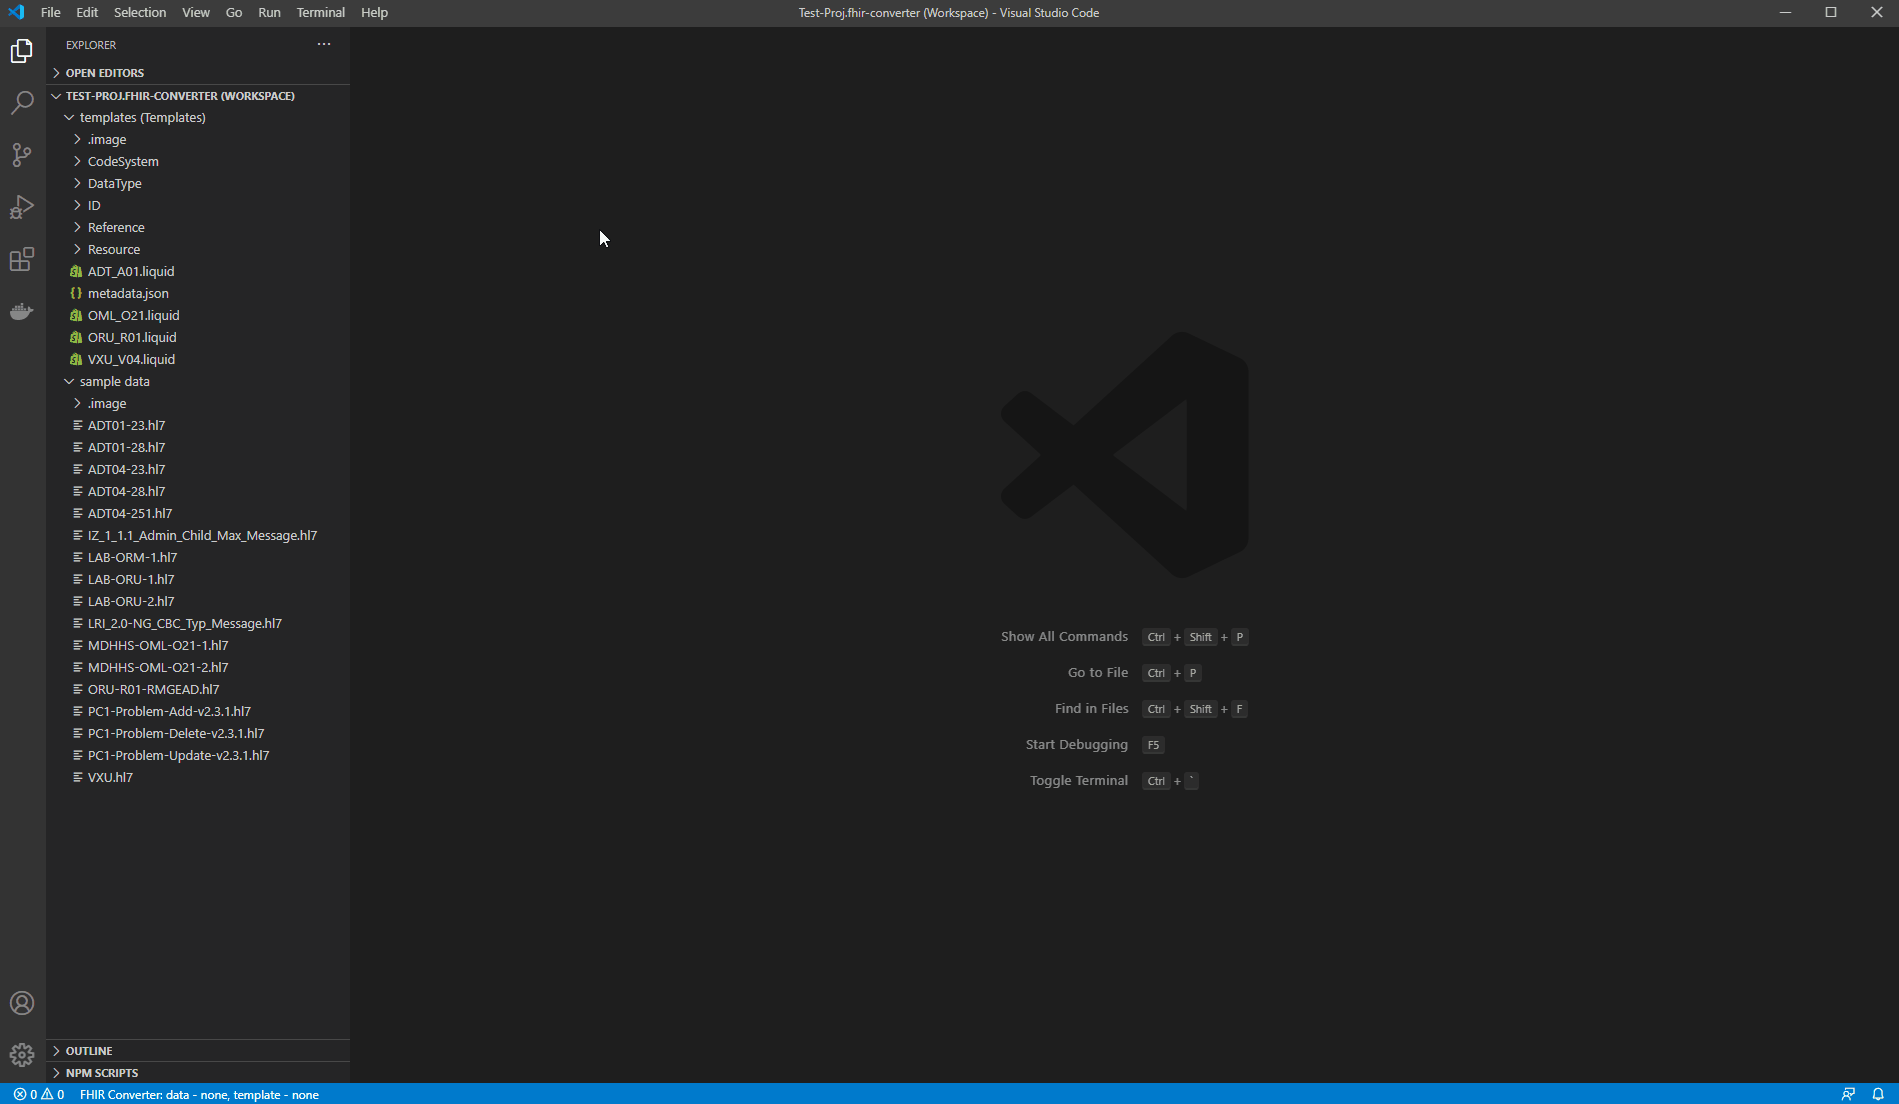 File Edit Selection View Go Run Terminal Help
Test-Proj.fhir-converter (Workspace) - Visual Studio Code
EXPLORER
OPEN EDITORS
TEST-PROJ.FHIR-CONVERTER (WORKSPACE)
templates (Templates)
.image
CodeSystem
DataType
ID
Reference
Resource
ADT_A01.liquid
metadata.json
OML_O21.liquid
ORU_R01.liquid
VXU_V04.liquid
sample data
.image
ADT01-23.hl7
ADT01-28.hl7
ADT04-23.hl7
ADT04-28.hl7
ADT04-251.hl7
IZ_1_1.1_Admin_Child_Max_Message.hl7
LAB-ORM-1.hl7
LAB-ORU-1.hl7
LAB-ORU-2.hl7
LRI_2.0-NG_CBC_Typ_Message.hl7
MDHHS-OML-O21-1.hl7
MDHHS-OML-O21-2.hl7
ORU-R01-RMGEAD.hl7
PC1-Problem-Add-v2.3.1.hl7
PC1-Problem-Delete-v2.3.1.hl7
PC1-Problem-Update-v2.3.1.hl7
VXU.hl7
Show All Commands Ctrl + Shift + P
Go to File Ctrl + P
Find in Files Ctrl + Shift + F
Start Debugging F5
Toggle Terminal Ctrl + `
OUTLINE
NPM SCRIPTS
0 0 FHIR Converter: data - none, template - none